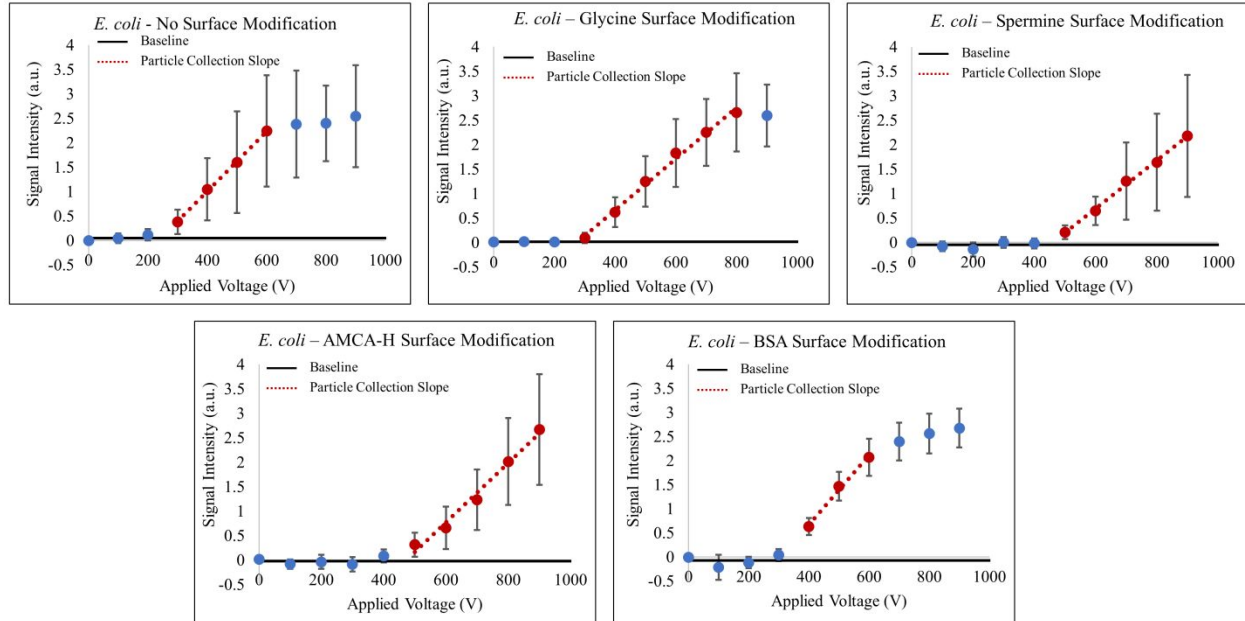 E. coli - No Surface Modification
Baseline
Particle Collection Slope
Signal Intensity (a.u.)
4
3.5
3
2.5
2
1.5
1
0.5
0
-0.5
0 200 400 600 800 1000
Applied Voltage (V)
E. coli – Glycine Surface Modification
Baseline
Particle Collection Slope
Signal Intensity (a.u.)
4
3.5
3
2.5
2
1.5
1
0.5
0
-0.5
0 200 400 600 800 1000
Applied Voltage (V)
E. coli – Spermine Surface Modification
Baseline
Particle Collection Slope
Signal Intensity (a.u.)
4
3.5
3
2.5
2
1.5
1
0.5
0
-0.5
0 200 400 600 800 1000
Applied Voltage (V)
E. coli – AMCA-H Surface Modification
Baseline
Particle Collection Slope
Signal Intensity (a.u.)
4
3.5
3
2.5
2
1.5
1
0.5
0
-0.5
0 200 400 600 800 1000
Applied Voltage (V)
E. coli – BSA Surface Modification
Baseline
Particle Collection Slope
Signal Intensity (a.u.)
4
3.5
3
2.5
2
1.5
1
0.5
0
-0.5
0 200 400 600 800 1000
Applied Voltage (V)